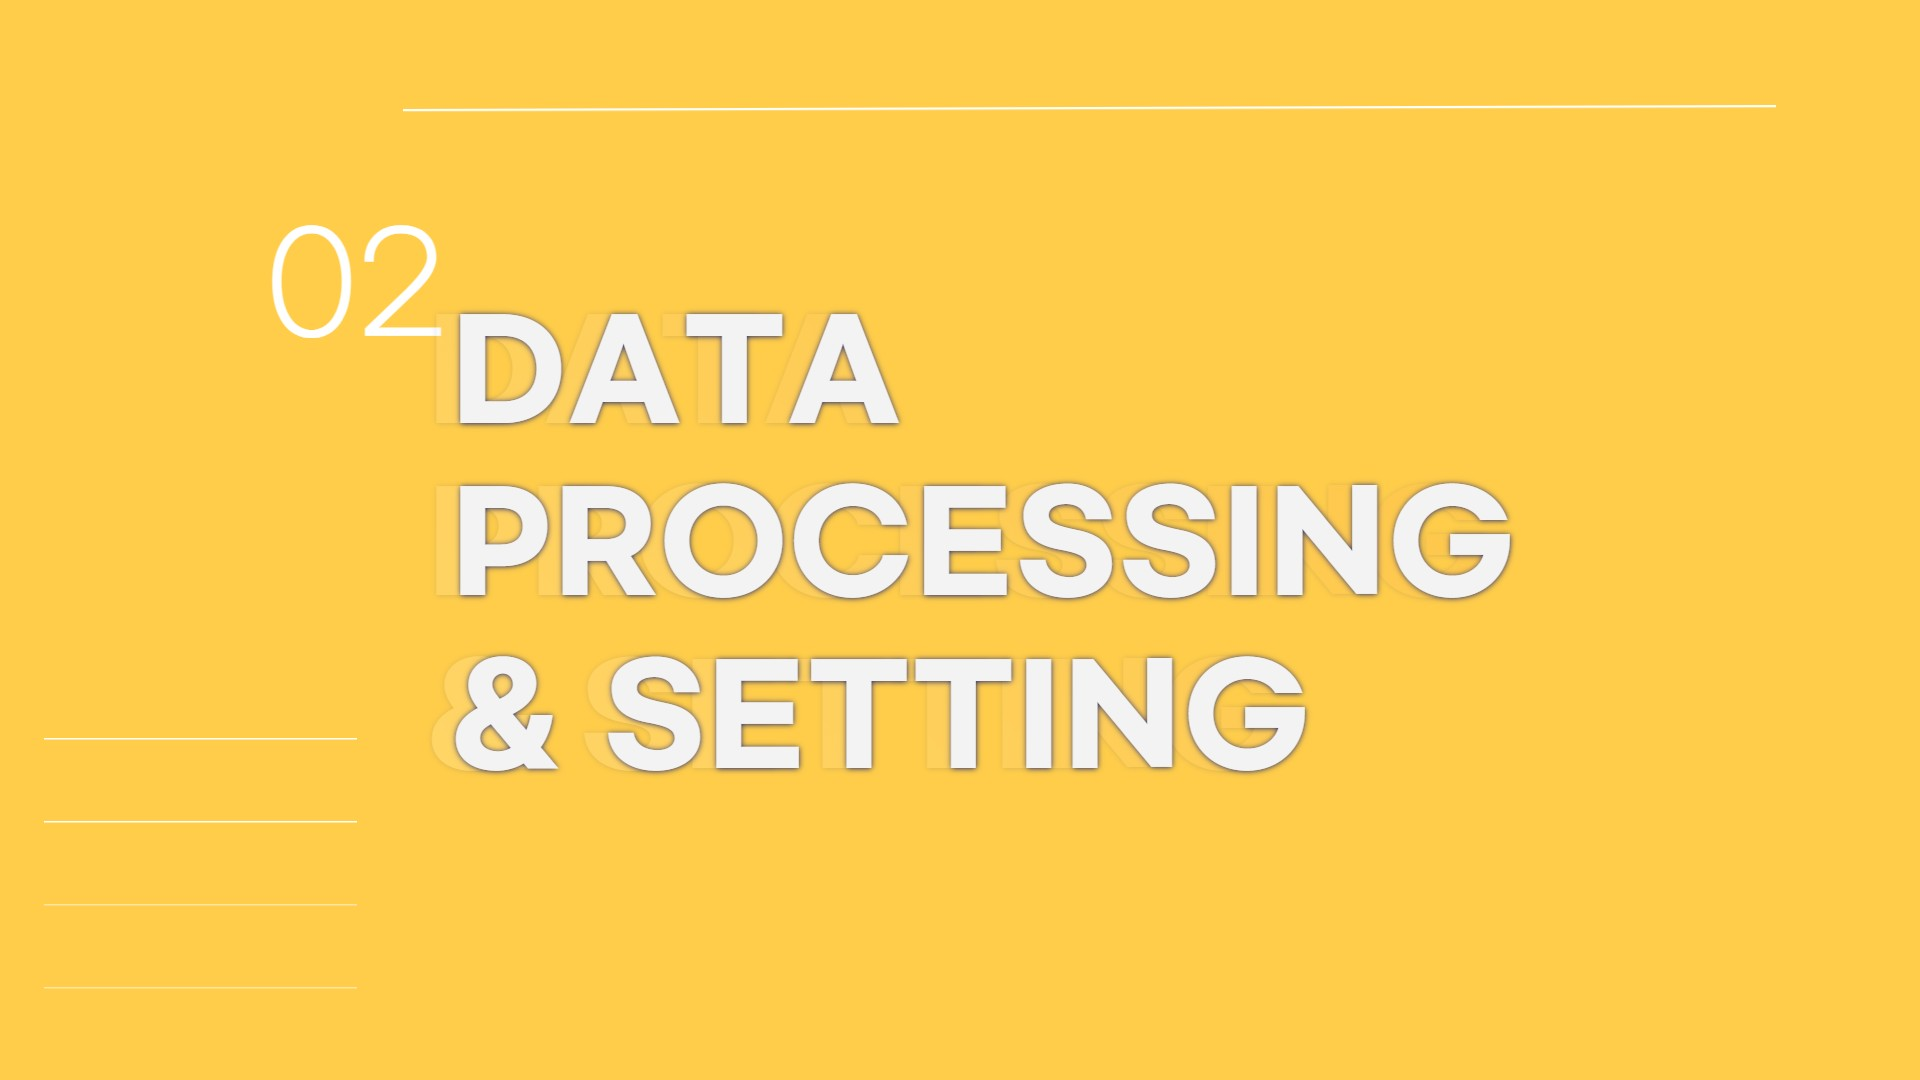 02
DATA
PROCESSING
& SETTING